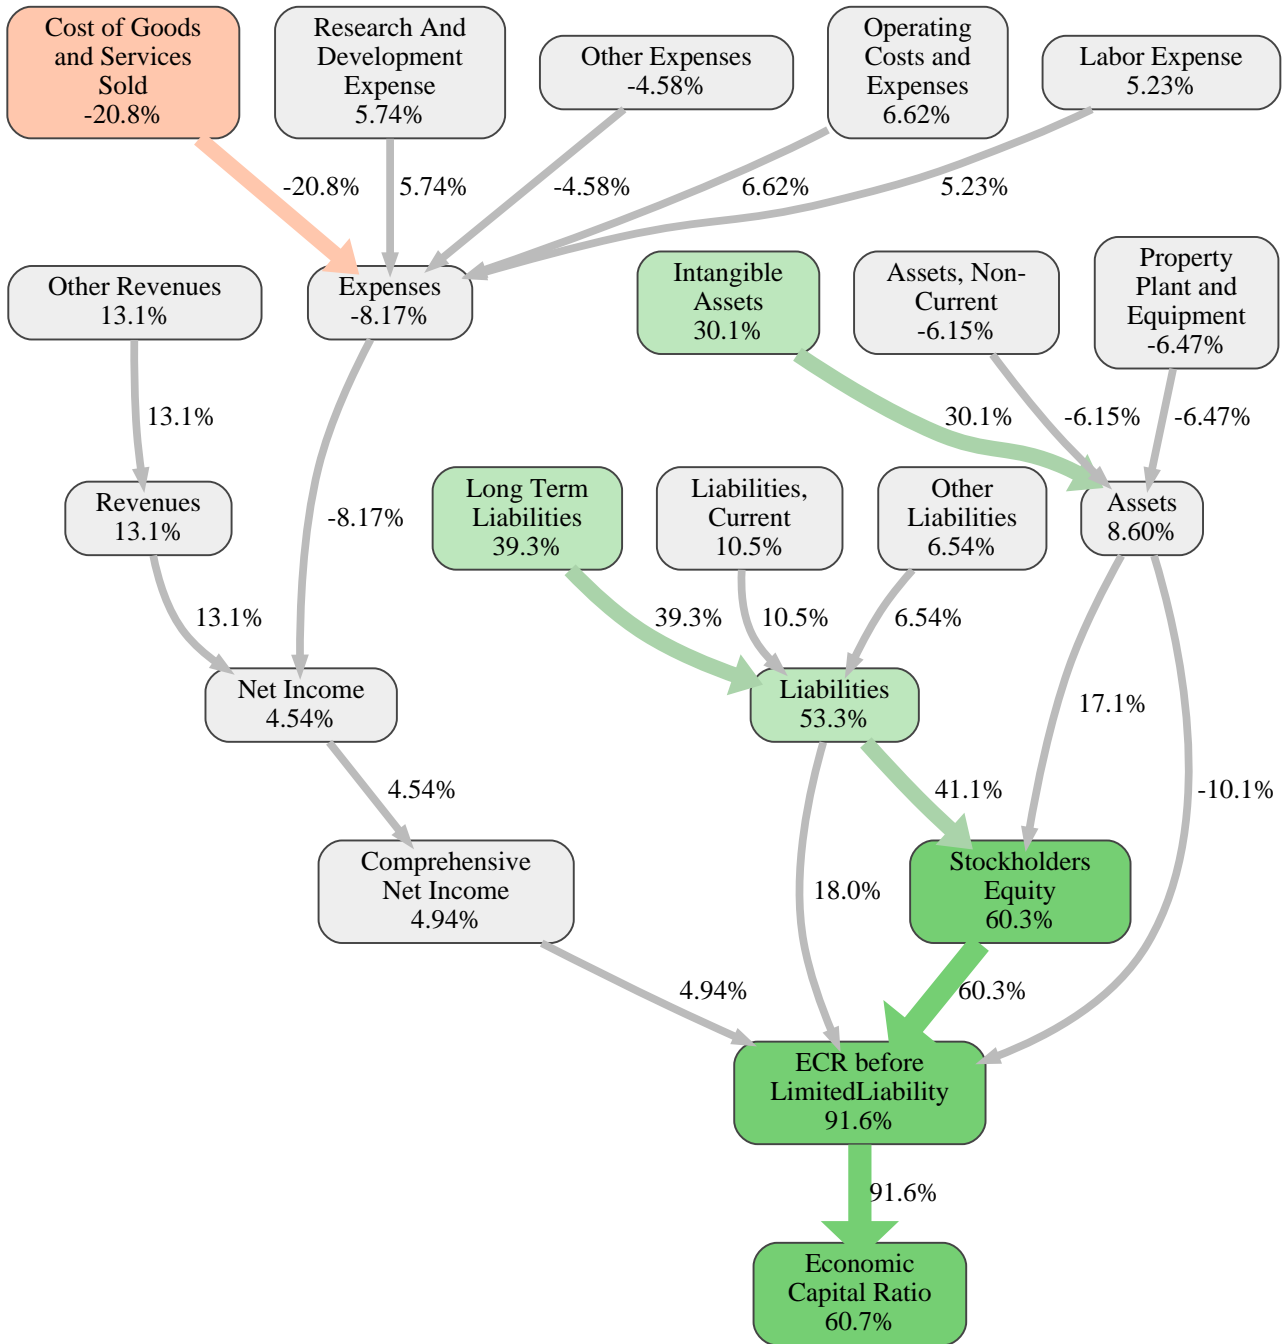 Cost of Goods
and Services
Sold
-20.8%
Research And
Development
Expense
5.74%
Other Expenses
-4.58%
Operating
Costs and
Expenses
6.62%
Labor Expense
5.23%
-20.8%
5.74%
-4.58%
6.62%
5.23%
Other Revenues
13.1%
Expenses
-8.17%
Intangible
Assets
30.1%
Assets, Non-
Current
-6.15%
Property
Plant and
Equipment
-6.47%
13.1%
30.1%
-6.15%
-6.47%
Revenues
13.1%
-8.17%
Long Term
Liabilities
39.3%
Liabilities,
Current
10.5%
Other
Liabilities
6.54%
Assets
8.60%
13.1%
39.3%
10.5%
6.54%
Net Income
4.54%
Liabilities
53.3%
17.1%
4.54%
41.1%
-10.1%
Comprehensive
Net Income
4.94%
18.0%
Stockholders
Equity
60.3%
4.94%
60.3%
ECR before
LimitedLiability
91.6%
91.6%
Economic
Capital Ratio
60.7%